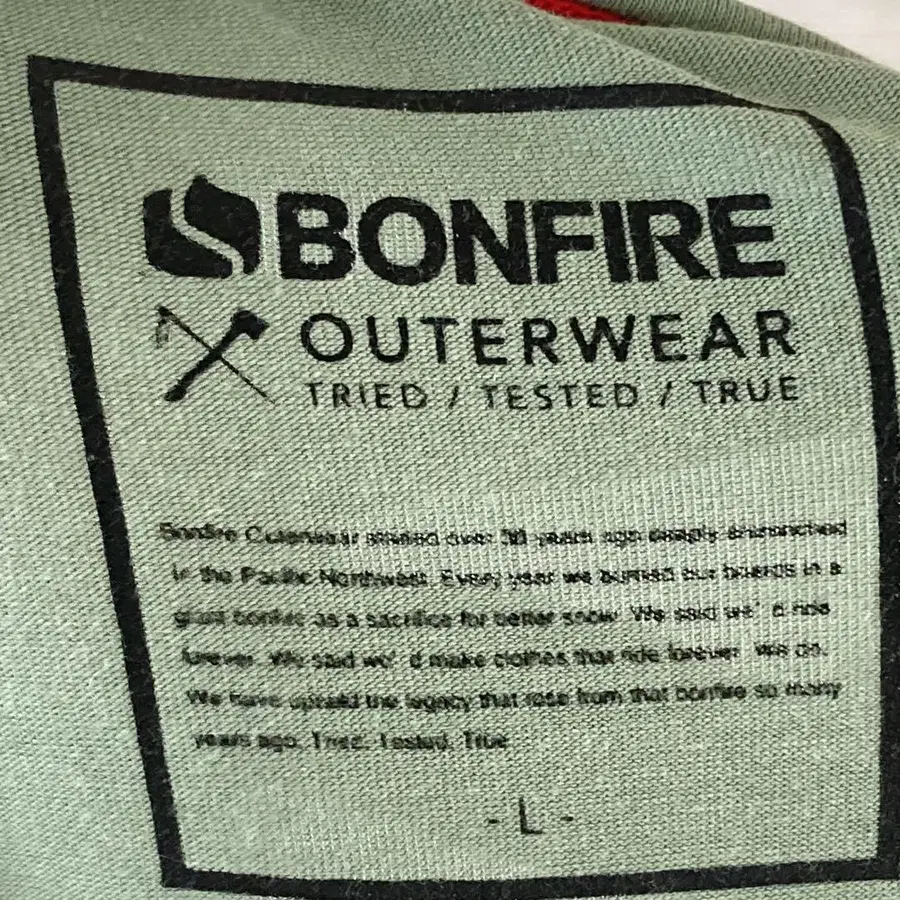 BONFIRE
OUTERWEAR
TRIED / TESTED / TRUE
Bonfire Outerwear started over 30 years ago deeply entrenched
in the Pacific Northwest. Every year we burned our boards in a
giant bonfire as a sacrifice for better snow. We said we' d ride
forever. We said we' d make clothes that ride forever. We do.
We have upheld the legacy that rose from that bonfire so many
years ago. Tried. Tested. True
- L -